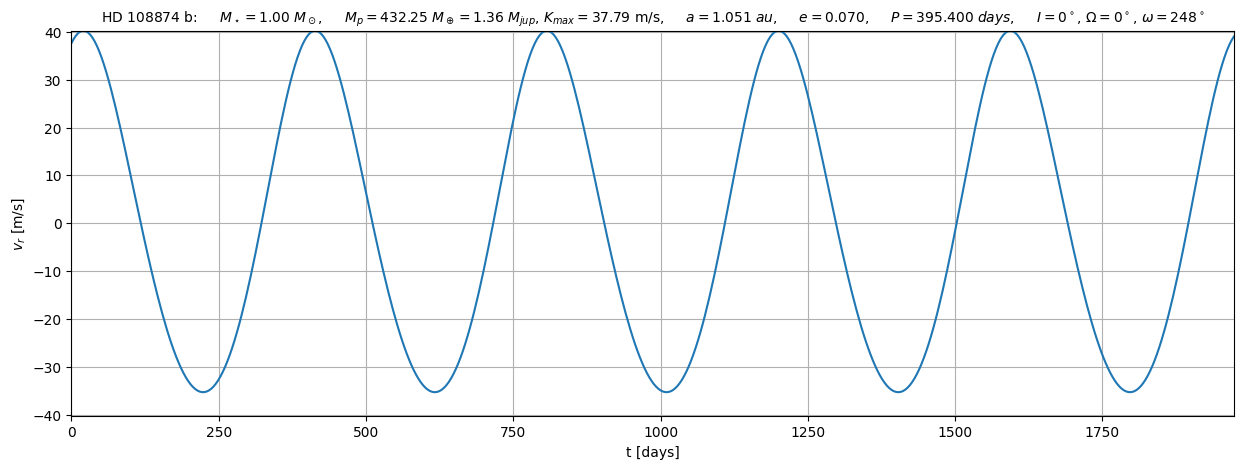 HD 108874 b: M⋆ = 1.00 M⊙, Mp = 432.25 M⊕ = 1.36 Mjup, Kmax = 37.79 m/s, a = 1.051 au, e = 0.070, P = 395.400 days, I = 0°, Ω = 0°, ω = 248°
40
30
20
10
0
−10
−20
−30
−40
vr [m/s]
0 250 500 750 1000 1250 1500 1750
t [days]